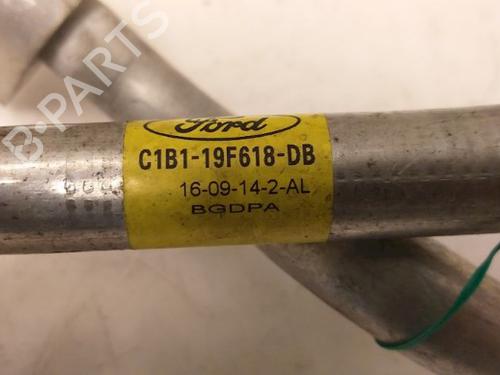 Ford
C1B1-19F618-DB
16-09-14-2-AL
BGDPA
B-PARTS